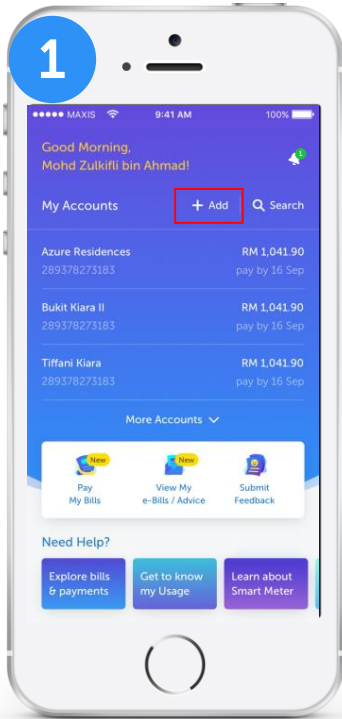 1
MAXIS 9:41 AM 100%
Good Morning,
Mohd Zulkifli bin Ahmad!
1
My Accounts + Add Search
Azure Residences RM 1,041.90
289378273183 pay by 16 Sep
Bukit Kiara II RM 1,041.90
289378273183 pay by 16 Sep
Tiffani Kiara RM 1,041.90
289378273183 pay by 16 Sep
More Accounts
New New
Pay View My Submit
My Bills e-Bills / Advice Feedback
Need Help?
Explore bills Get to know Learn about
& payments my Usage Smart Meter